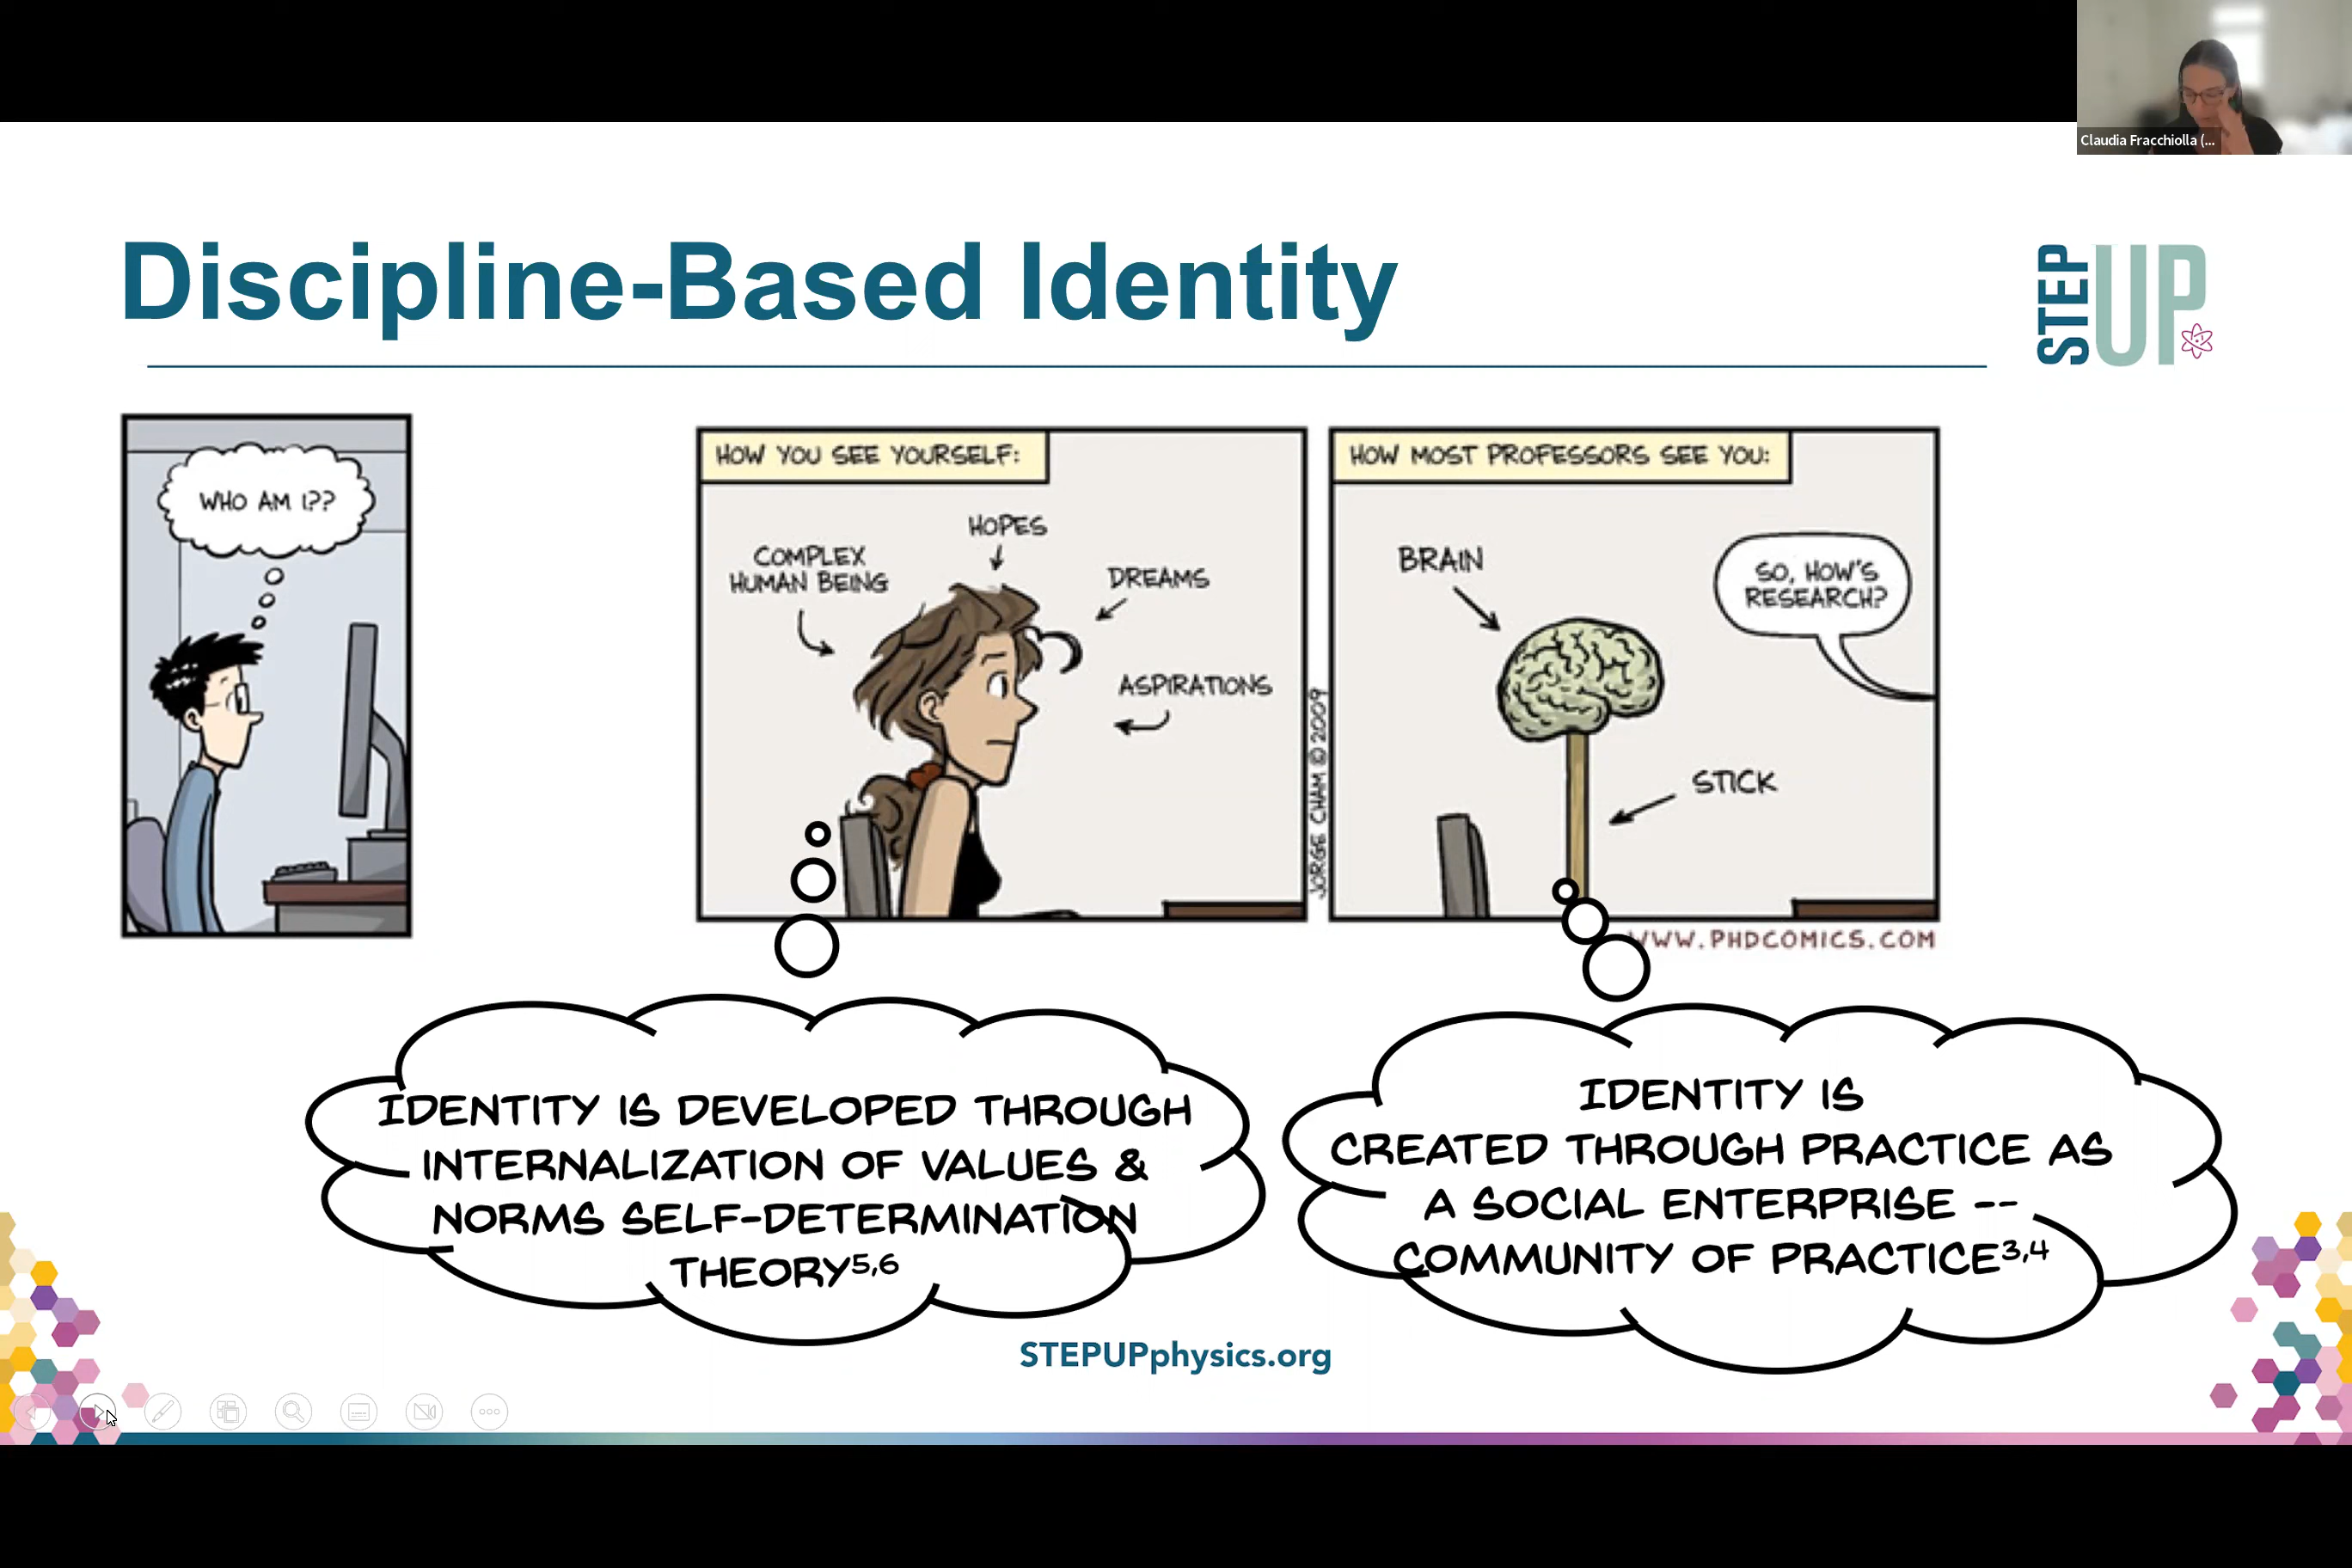 Claudia Fracchiolla (...
Discipline-Based Identity
STEP UP
WHO AM I??
HOW YOU SEE YOURSELF:
HOPES
COMPLEX
HUMAN BEING
DREAMS
ASPIRATIONS
JORGE CHAM © 2009
HOW MOST PROFESSORS SEE YOU:
BRAIN
SO, HOW'S
RESEARCH?
STICK
WWW.PHDCOMICS.COM
IDENTITY IS DEVELOPED THROUGH
INTERNALIZATION OF VALUES &
NORMS SELF-DETERMINATION
THEORY5,6
IDENTITY IS
CREATED THROUGH PRACTICE AS
A SOCIAL ENTERPRISE --
COMMUNITY OF PRACTICE3,4
STEPUPphysics.org